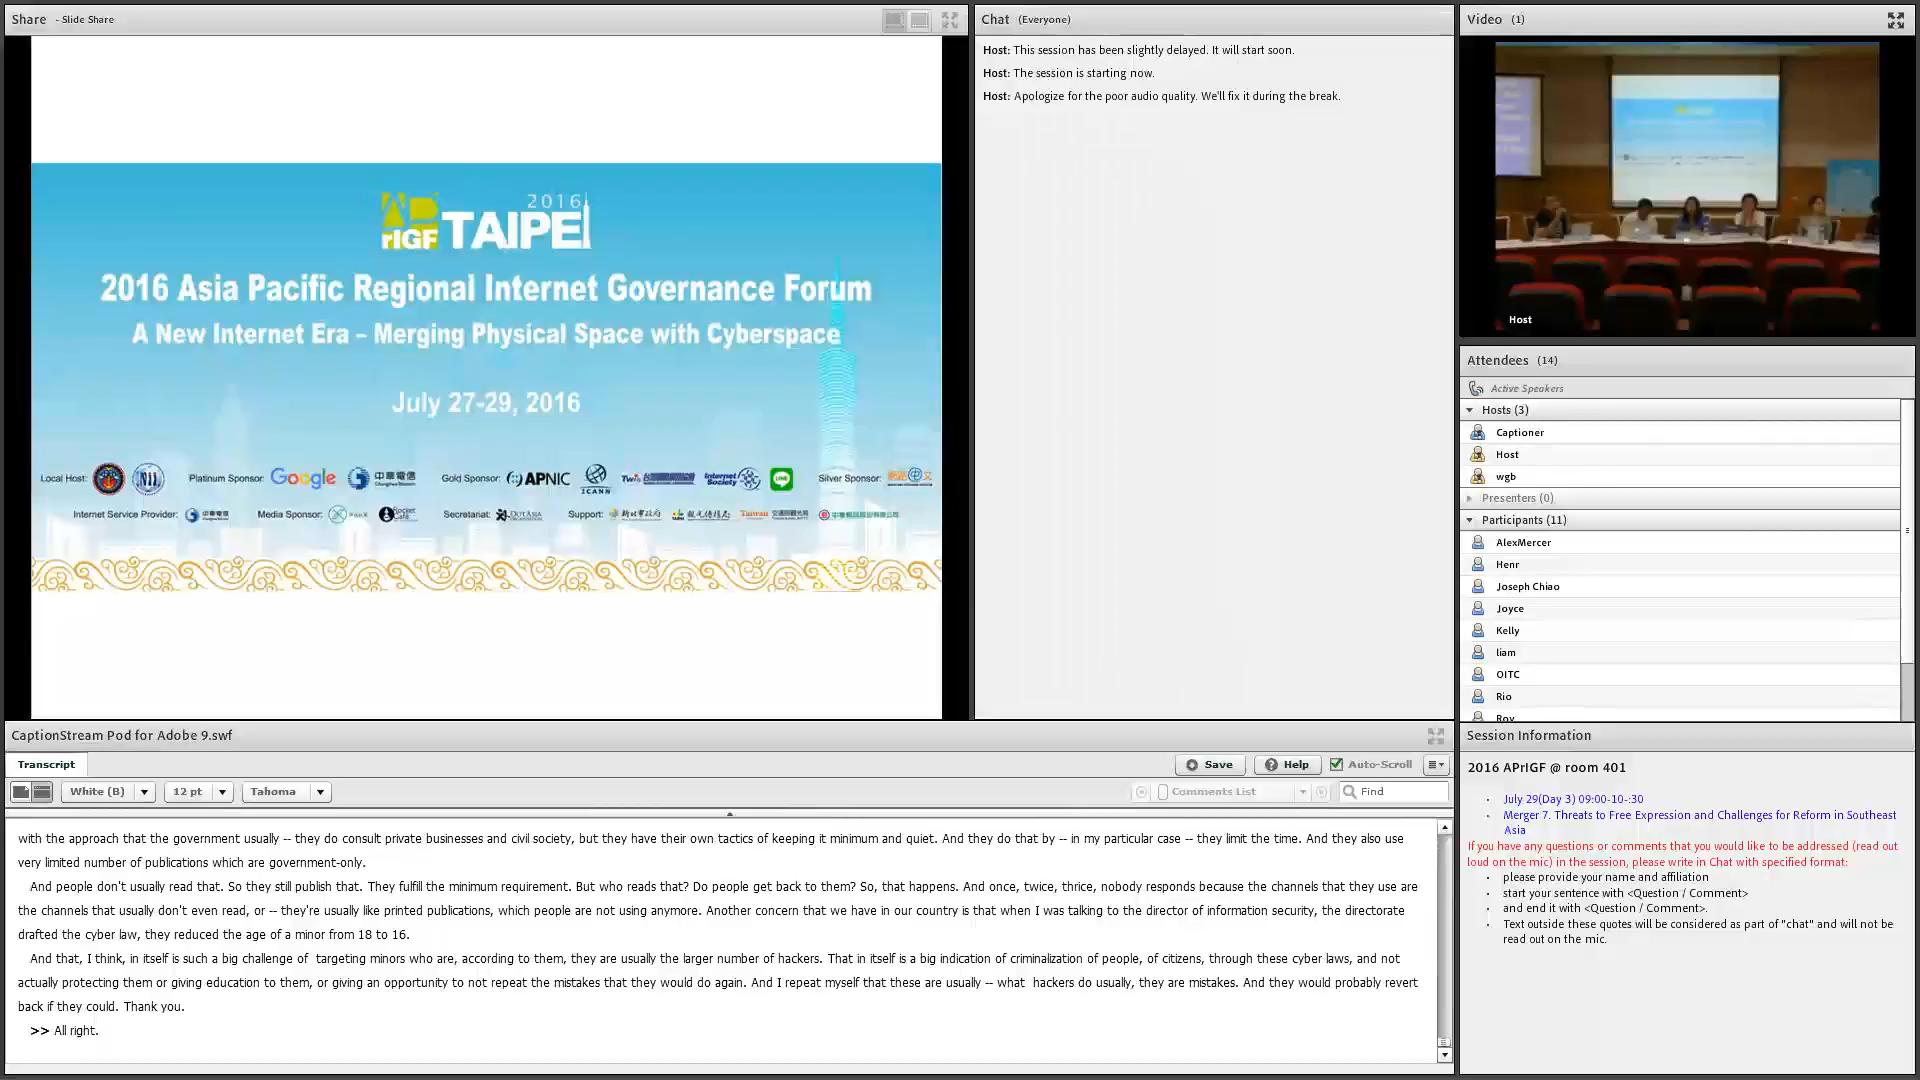 Share - Slide Share
2016
APrIGF TAIPEI
2016 Asia Pacific Regional Internet Governance Forum
A New Internet Era – Merging Physical Space with Cyberspace
July 27-29, 2016
Local Host: NII Platinum Sponsor: Google 中華電信 Gold Sponsor: APNIC ICANN Internet Society LINE Silver Sponsor:
Internet Service Provider: 中華電信 Media Sponsor: Secretariat: DOTASIA Support: 新北市政府
Chat (Everyone)
Host: This session has been slightly delayed. It will start soon.
Host: The session is starting now.
Host: Apologize for the poor audio quality. We'll fix it during the break.
Video (1)
Host
Attendees (14)
Active Speakers
Hosts (3)
Captioner
Host
wgb
Presenters (0)
Participants (11)
AlexMercer
Henr
Joseph Chiao
Joyce
Kelly
liam
OITC
Rio
Roy
CaptionStream Pod for Adobe 9.swf
Transcript Save Help Auto-Scroll
White (B) 12 pt Tahoma Comments List Find
with the approach that the government usually -- they do consult private businesses and civil society, but they have their own tactics of keeping it minimum and quiet. And they do that by -- in my particular case -- they limit the time. And they also use
very limited number of publications which are government-only.
And people don't usually read that. So they still publish that. They fulfill the minimum requirement. But who reads that? Do people get back to them? So, that happens. And once, twice, thrice, nobody responds because the channels that they use are
the channels that usually don't even read, or -- they're usually like printed publications, which people are not using anymore. Another concern that we have in our country is that when I was talking to the director of information security, the directorate
drafted the cyber law, they reduced the age of a minor from 18 to 16.
And that, I think, in itself is such a big challenge of targeting minors who are, according to them, they are usually the larger number of hackers. That in itself is a big indication of criminalization of people, of citizens, through these cyber laws, and not
actually protecting them or giving education to them, or giving an opportunity to not repeat the mistakes that they would do again. And I repeat myself that these are usually -- what hackers do usually, they are mistakes. And they would probably revert
back if they could. Thank you.
>> All right.
Session Information
2016 APrIGF @ room 401
July 29(Day 3) 09:00-10-:30
Merger 7. Threats to Free Expression and Challenges for Reform in Southeast
Asia
If you have any questions or comments that you would like to be addressed (read out
loud on the mic) in the session, please write in Chat with specified format:
please provide your name and affiliation
start your sentence with <Question / Comment>
and end it with <Question / Comment>.
Text outside these quotes will be considered as part of "chat" and will not be
read out on the mic.